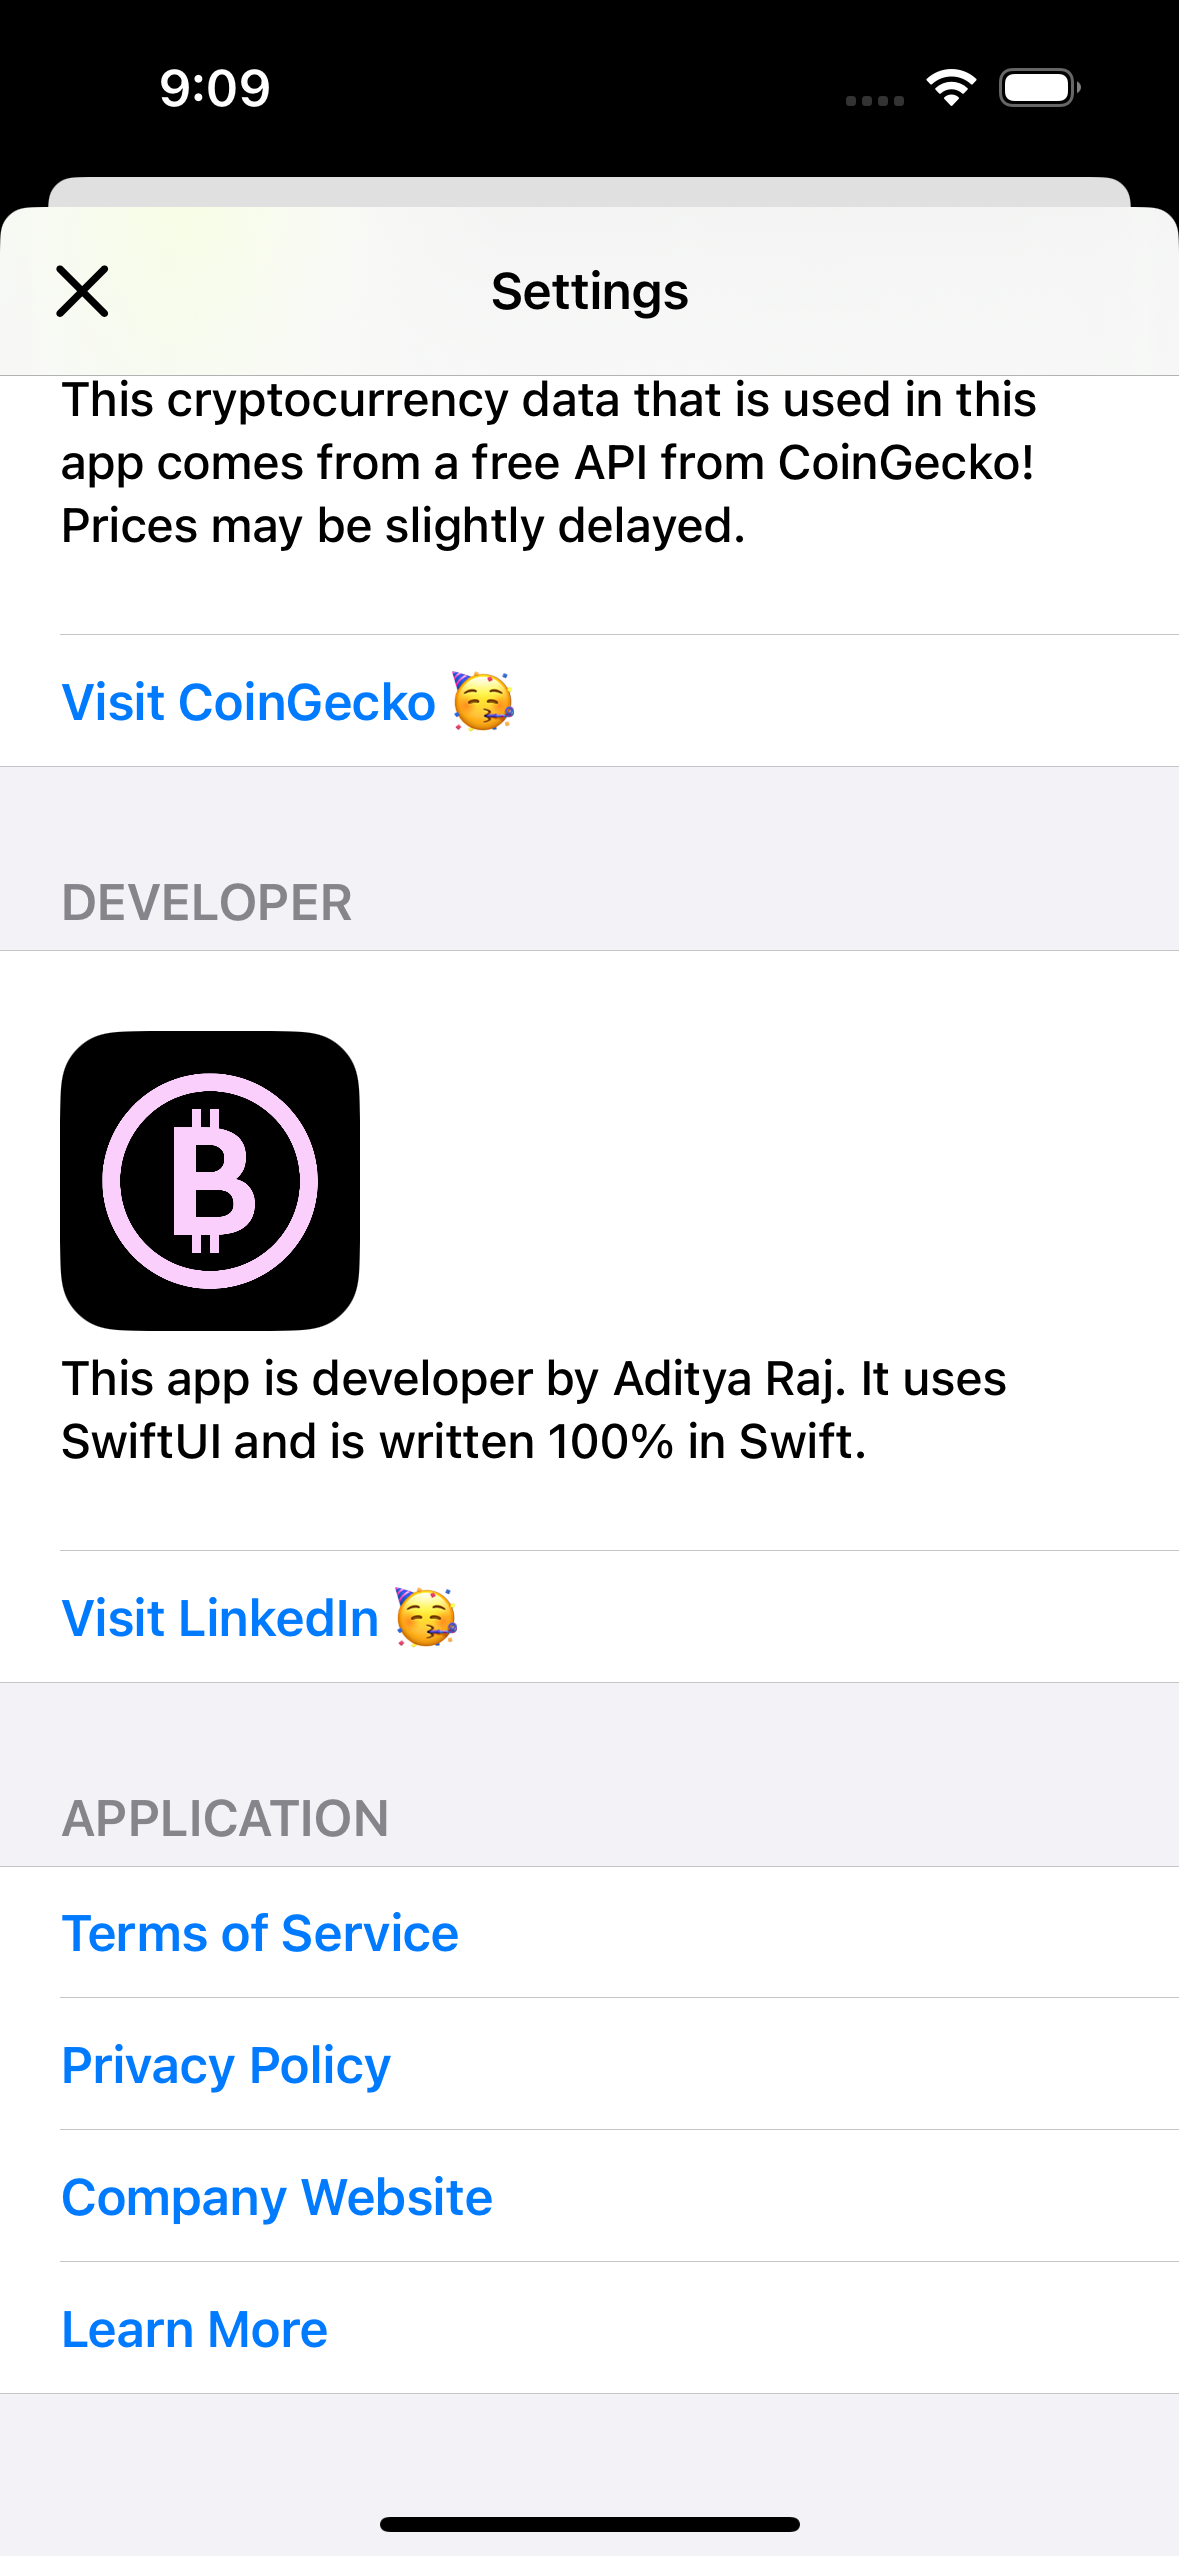 9:09
Settings
This cryptocurrency data that is used in this
app comes from a free API from CoinGecko!
Prices may be slightly delayed.
Visit CoinGecko 🥳
DEVELOPER
This app is developer by Aditya Raj. It uses
SwiftUI and is written 100% in Swift.
Visit LinkedIn 🥳
APPLICATION
Terms of Service
Privacy Policy
Company Website
Learn More